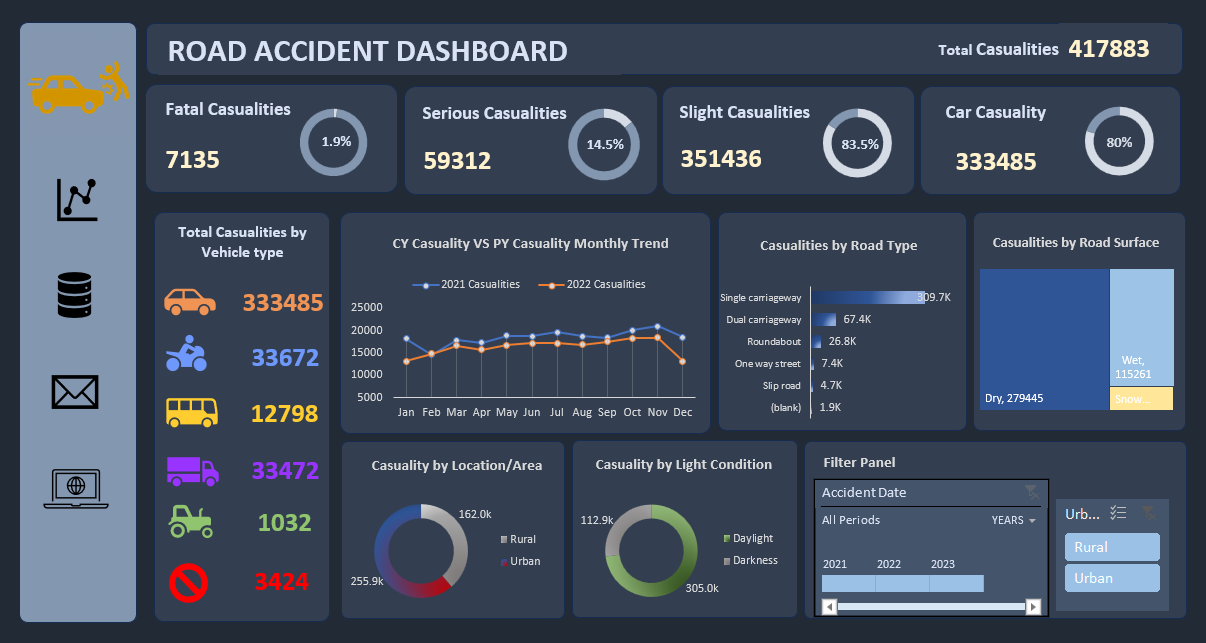 ROAD ACCIDENT DASHBOARD
Total Casualities 417883
Fatal Casualities
7135
1.9%
Serious Casualities
59312
14.5%
Slight Casualities
351436
83.5%
Car Casuality
333485
80%
Total Casualities by
Vehicle type
333485
33672
12798
33472
1032
3424
CY Casuality VS PY Casuality Monthly Trend
2021 Casualities
2022 Casualities
25000
20000
15000
10000
5000
Jan Feb Mar Apr May Jun Jul Aug Sep Oct Nov Dec
Casualities by Road Type
Single carriageway 309.7K
Dual carriageway 67.4K
Roundabout 26.8K
One way street 7.4K
Slip road 4.7K
(blank) 1.9K
Casualities by Road Surface
Dry, 279445
Wet,
115261
Snow...
Casuality by Location/Area
162.0k
255.9k
Rural
Urban
Casuality by Light Condition
112.9k
305.0k
Daylight
Darkness
Filter Panel
Accident Date
All Periods YEARS
2021 2022 2023
Urb...
Rural
Urban